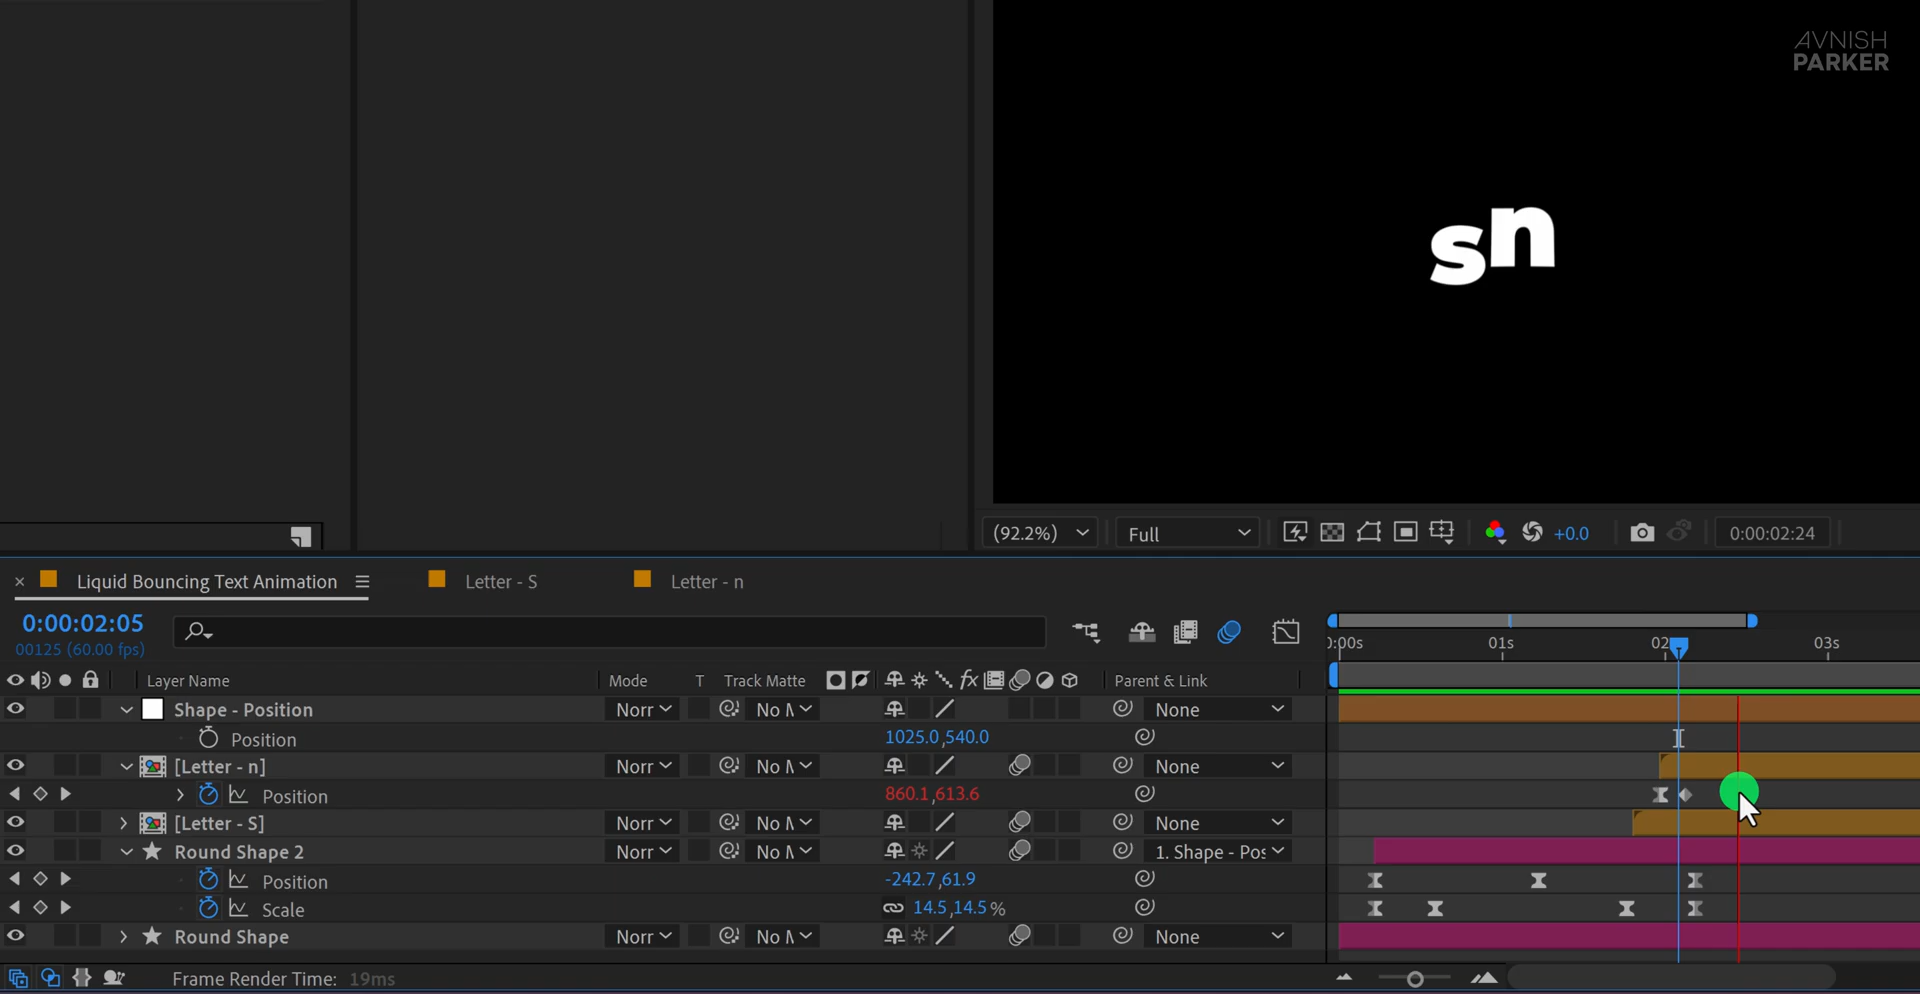 AVNISH
PARKER
sn
(92.2%) Full +0.0 0:00:02:24
Liquid Bouncing Text Animation Letter - S Letter - n
0:00:02:05
00125 (60.00 fps)
):00s 01s 02 03s
Layer Name Mode T Track Matte fx Parent & Link
Shape - Position Norr No M None
Position 1025.0,540.0
[Letter - n] Norr No M None
Position 860.1,613.6
[Letter - S] Norr No M None
Round Shape 2 Norr No M 1. Shape - Pos
Position -242.7,61.9
Scale 14.5,14.5%
Round Shape Norr No M None
Frame Render Time: 19ms